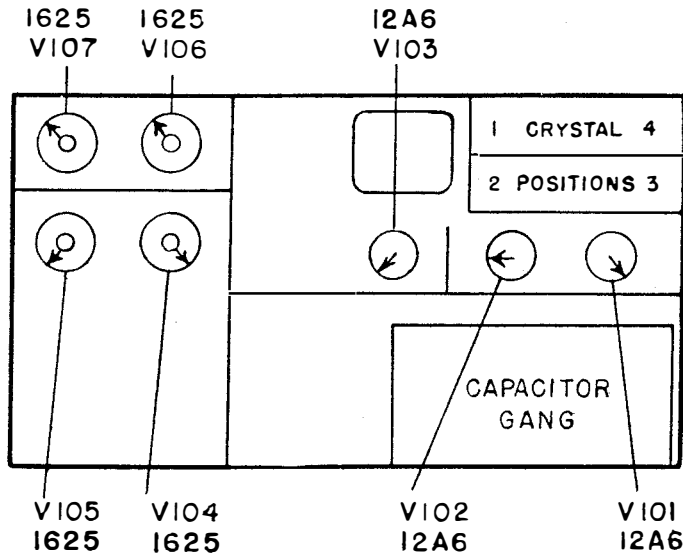 1625 1625 12A6
V107 V106 V103
1 CRYSTAL 4
2 POSITIONS 3
CAPACITOR
GANG
V105 V104 V102 V101
1625 1625 12A6 12A6